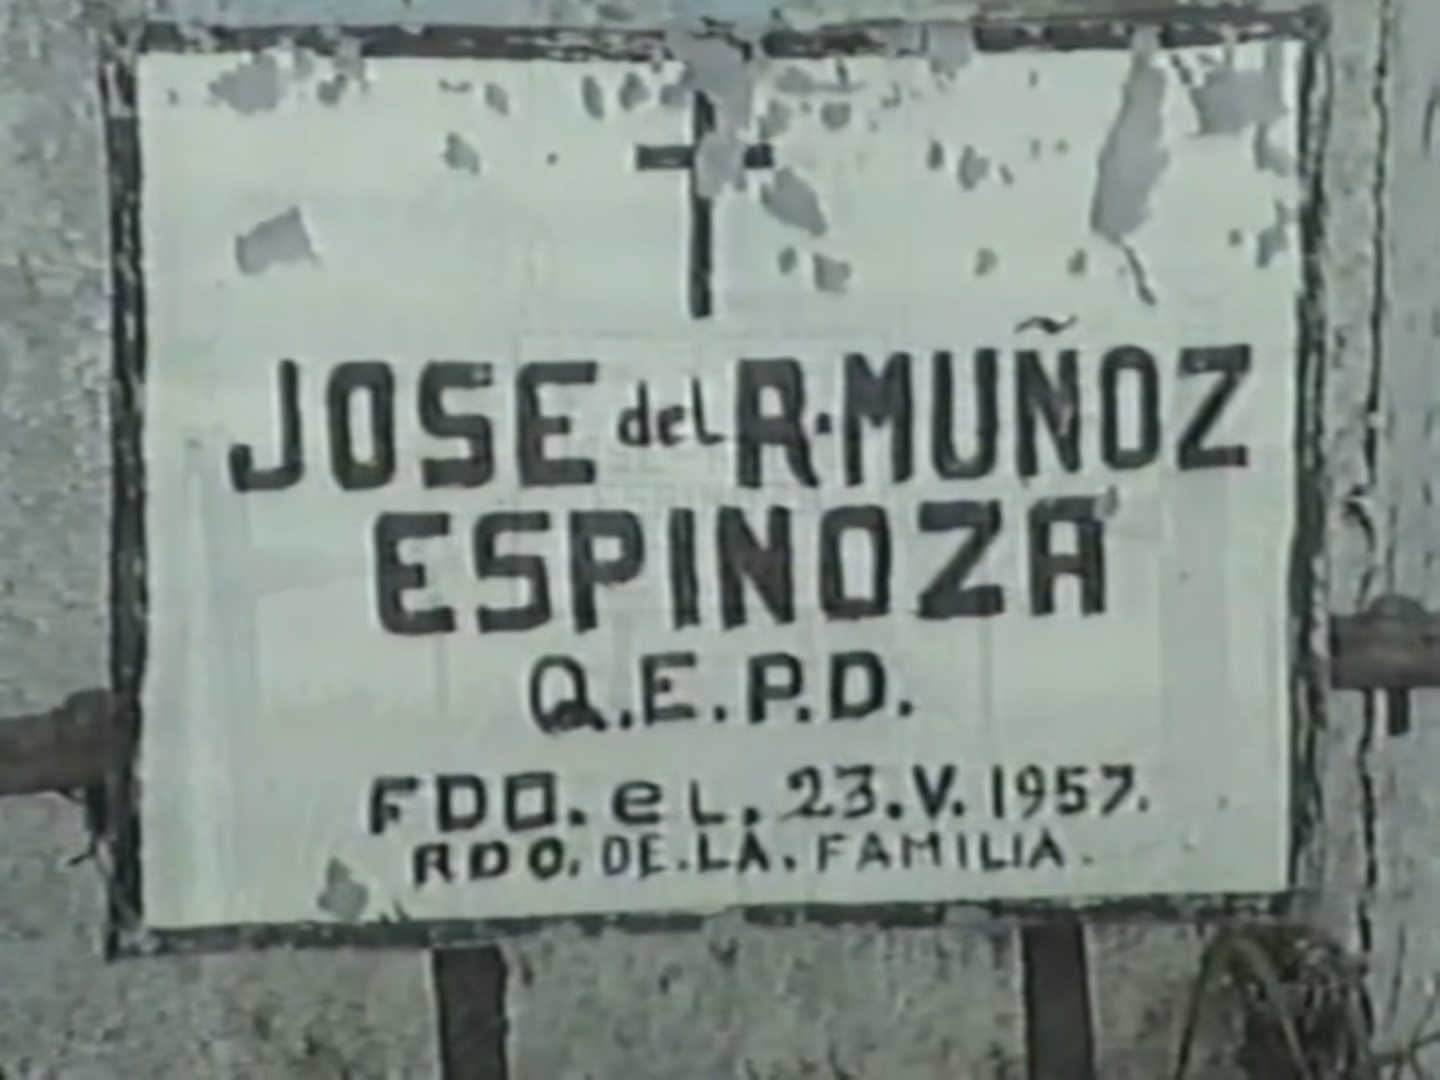 JOSE del R. MUÑOZ
ESPINOZA
Q.E.P.D.
FDO. eL. 23.V.1957.
RDO. DE.LA. FAMILIA.